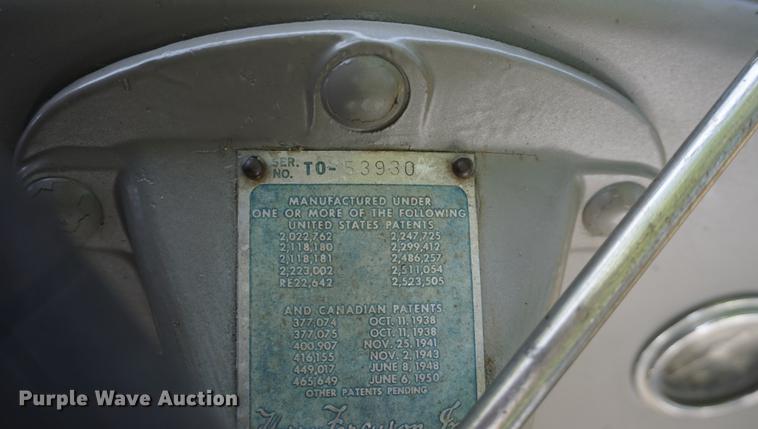 SER. NO. TO-53930
MANUFACTURED UNDER
ONE OR MORE OF THE FOLLOWING
UNITED STATES PATENTS
2,022,762 2,247,725
2,118,180 2,299,412
2,118,181 2,486,257
2,223,002 2,511,054
RE22,642 2,523,505
AND CANADIAN PATENTS
377,074 OCT. 11, 1938
377,075 OCT. 11, 1938
400,907 NOV. 25, 1941
416,155 NOV. 2, 1943
449,017 JUNE 8, 1948
465,649 JUNE 6, 1950
OTHER PATENTS PENDING
Ferguson
Purple Wave Auction®